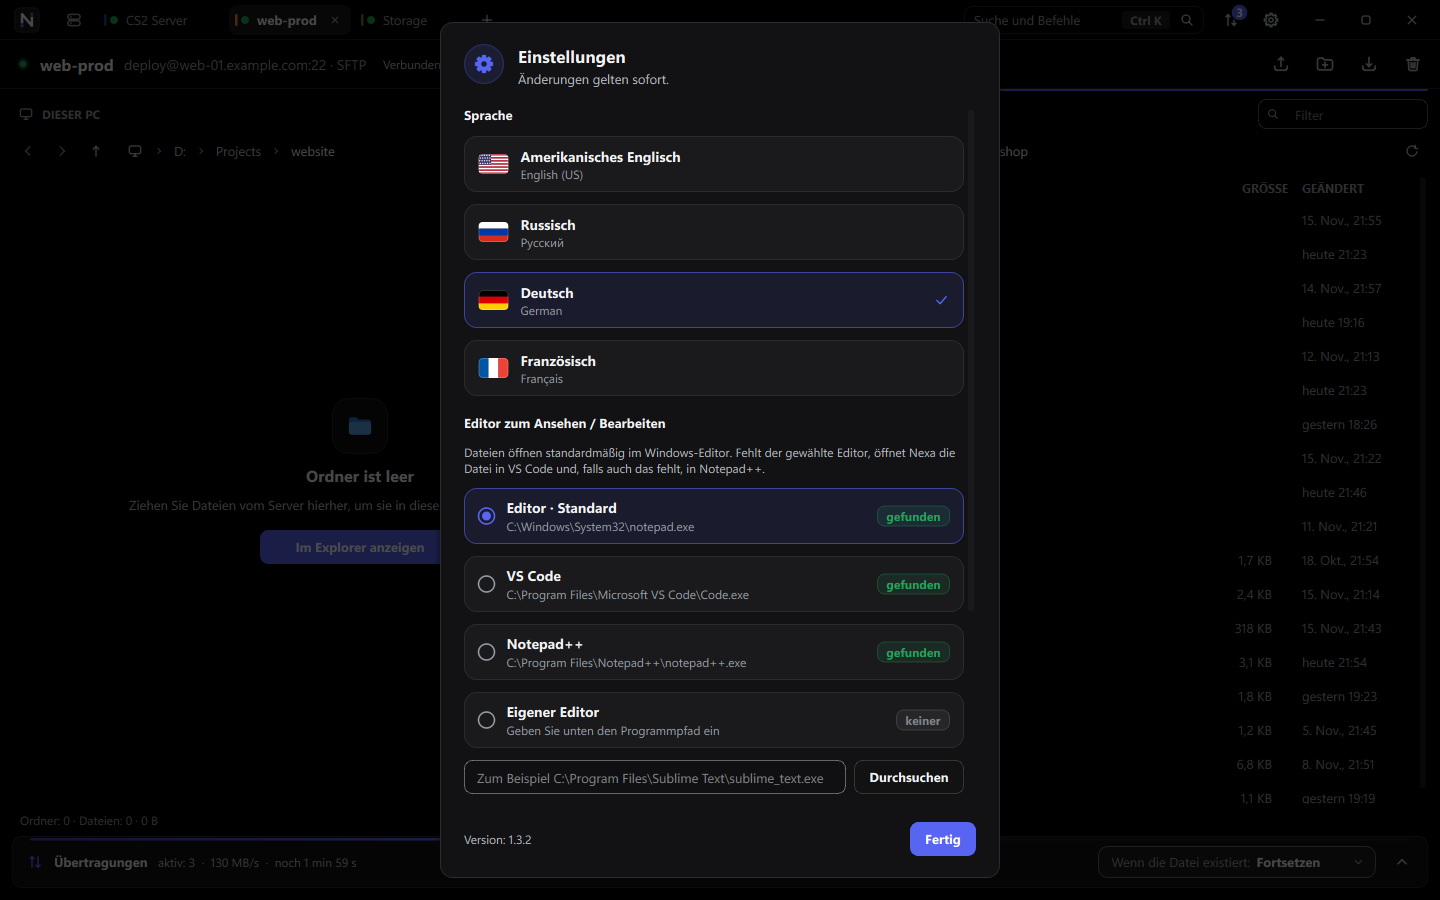 N
CS2 Server
web-prod
Storage
Suche und Befehle
Ctrl K
3
web-prod deploy@web-01.example.com:22 · SFTP
DIESER PC
D: Projects website
Ordner ist leer
Ziehen Sie Dateien vom Server hierher, um sie in diese
Im Explorer anzeigen
Ordner: 0 · Dateien: 0 · 0 B
Einstellungen
Änderungen gelten sofort.
Sprache
Amerikanisches Englisch
English (US)
Russisch
Русский
Deutsch
German
Französisch
Français
Editor zum Ansehen / Bearbeiten
Dateien öffnen standardmäßig im Windows-Editor. Fehlt der gewählte Editor, öffnet Nexa die
Datei in VS Code und, falls auch das fehlt, in Notepad++.
Editor · Standard
C:\Windows\System32\notepad.exe
gefunden
VS Code
C:\Program Files\Microsoft VS Code\Code.exe
gefunden
Notepad++
C:\Program Files\Notepad++\notepad++.exe
gefunden
Eigener Editor
Geben Sie unten den Programmpfad ein
keiner
Zum Beispiel C:\Program Files\Sublime Text\sublime_text.exe
Durchsuchen
Version: 1.3.2
Fertig
Filter
shop
GRÖSSE GEÄNDERT
15. Nov., 21:55
heute 21:23
14. Nov., 21:57
heute 19:16
12. Nov., 21:13
heute 21:23
gestern 18:26
15. Nov., 21:22
heute 21:46
11. Nov., 21:21
1,7 KB 18. Okt., 21:54
2,4 KB 15. Nov., 21:14
318 KB 15. Nov., 21:43
3,1 KB heute 21:54
1,8 KB gestern 19:23
1,2 KB 5. Nov., 21:45
6,8 KB 8. Nov., 21:51
1,1 KB gestern 19:19
Übertragungen aktiv: 3 · 130 MB/s · noch 1 min 59 s
Wenn die Datei existiert: Fortsetzen